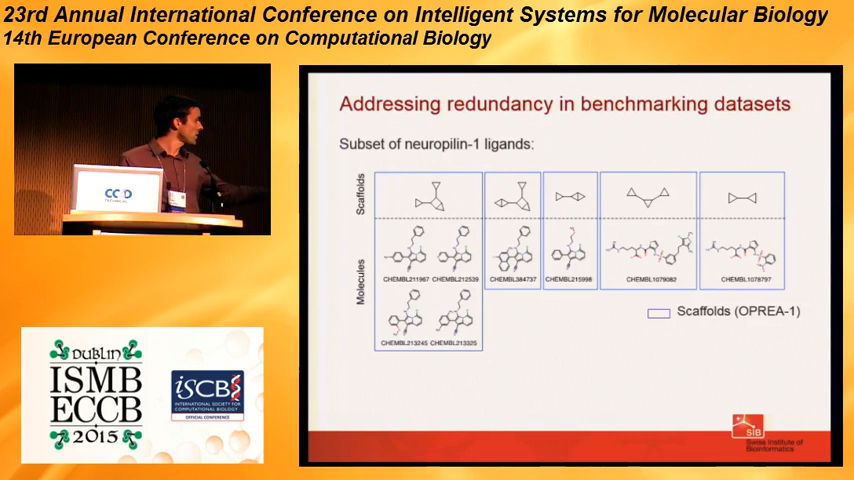 23rd Annual International Conference on Intelligent Systems for Molecular Biology
14th European Conference on Computational Biology
Addressing redundancy in benchmarking datasets
Subset of neuropilin-1 ligands:
Scaffolds
Molecules
CHEMBL211967 CHEMBL212539 CHEMBL384737 CHEMBL215998 CHEMBL1079082 CHEMBL1078797
CHEMBL213245 CHEMBL213325
Scaffolds (OPREA-1)
SIB
Swiss Institute of
Bioinformatics
DUBLIN
ISMB
ECCB
2015
ISCB
INTERNATIONAL SOCIETY FOR
COMPUTATIONAL BIOLOGY
OFFICIAL CONFERENCE